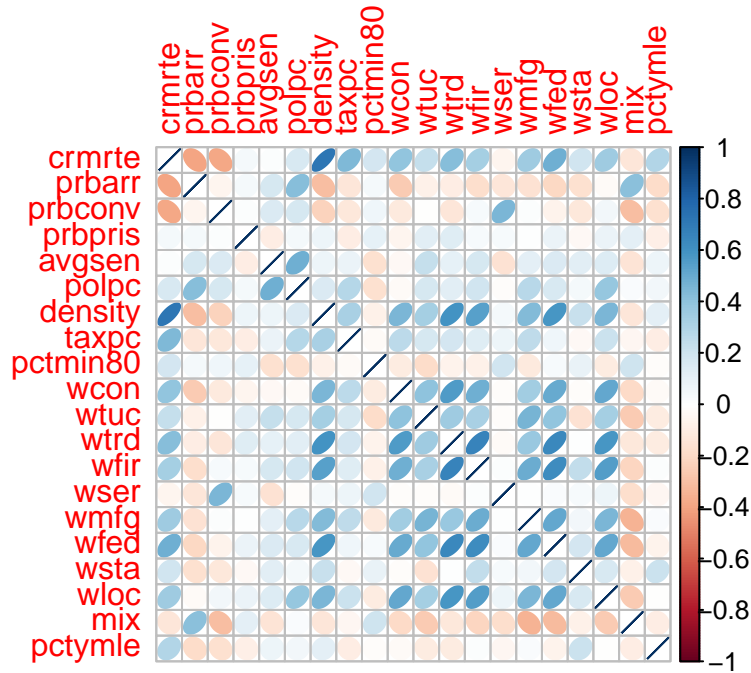 crmrte
prbarr
prbconv
prbpris
avgsen
polpc
density
taxpc
pctmin80
wcon
wtuc
wtrd
wfir
wser
wmfg
wfed
wsta
wloc
mix
pctymle
crmrte
prbarr
prbconv
prbpris
avgsen
polpc
density
taxpc
pctmin80
wcon
wtuc
wtrd
wfir
wser
wmfg
wfed
wsta
wloc
mix
pctymle
1
0.8
0.6
0.4
0.2
0
−0.2
−0.4
−0.6
−0.8
−1